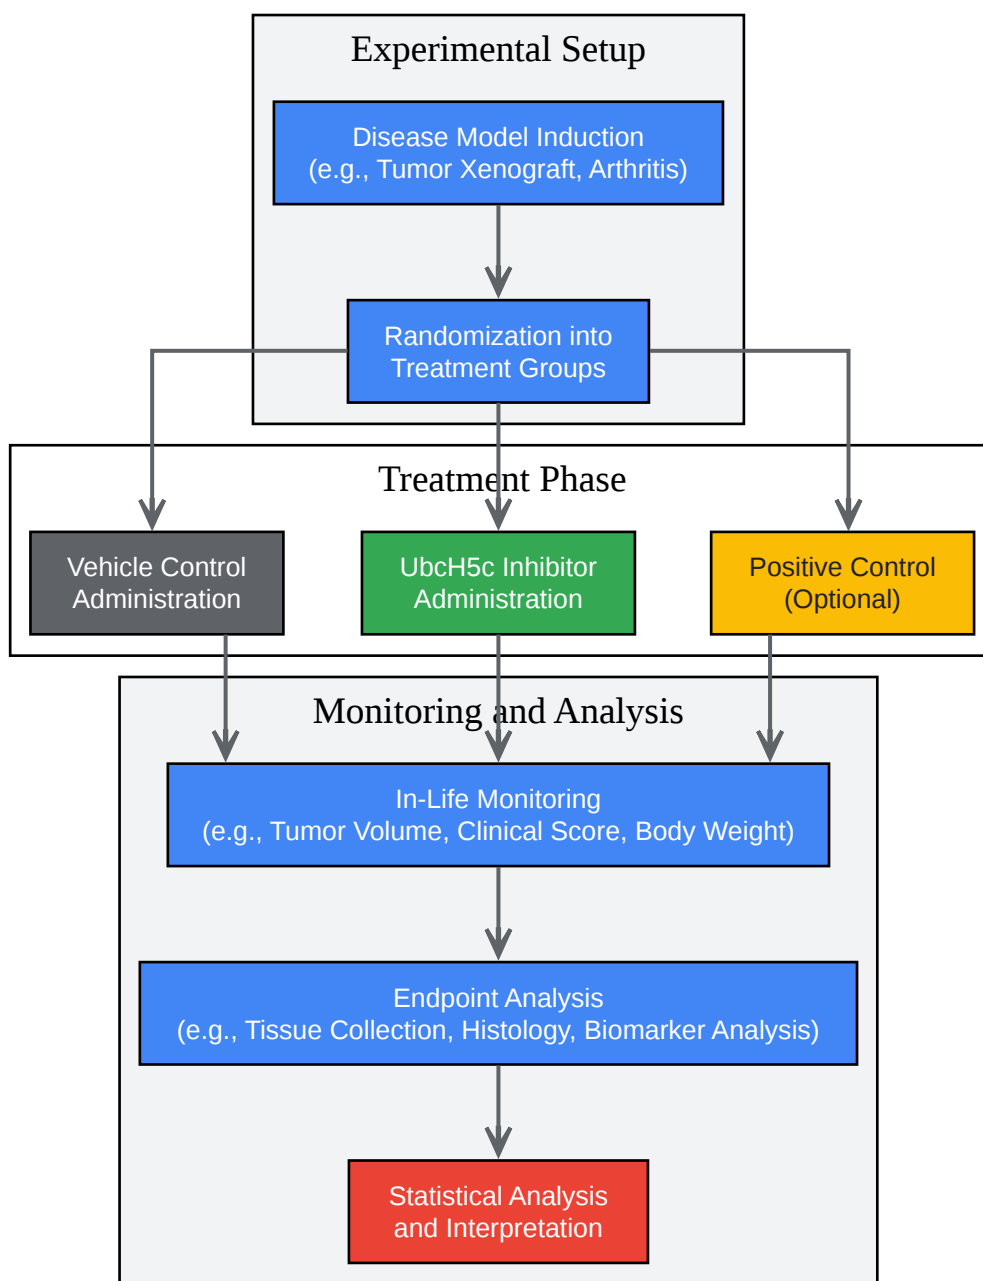 Experimental Setup
Disease Model Induction
(e.g., Tumor Xenograft, Arthritis)
Randomization into
Treatment Groups
Treatment Phase
Vehicle Control
Administration
UbcH5c Inhibitor
Administration
Positive Control
(Optional)
Monitoring and Analysis
In-Life Monitoring
(e.g., Tumor Volume, Clinical Score, Body Weight)
Endpoint Analysis
(e.g., Tissue Collection, Histology, Biomarker Analysis)
Statistical Analysis
and Interpretation